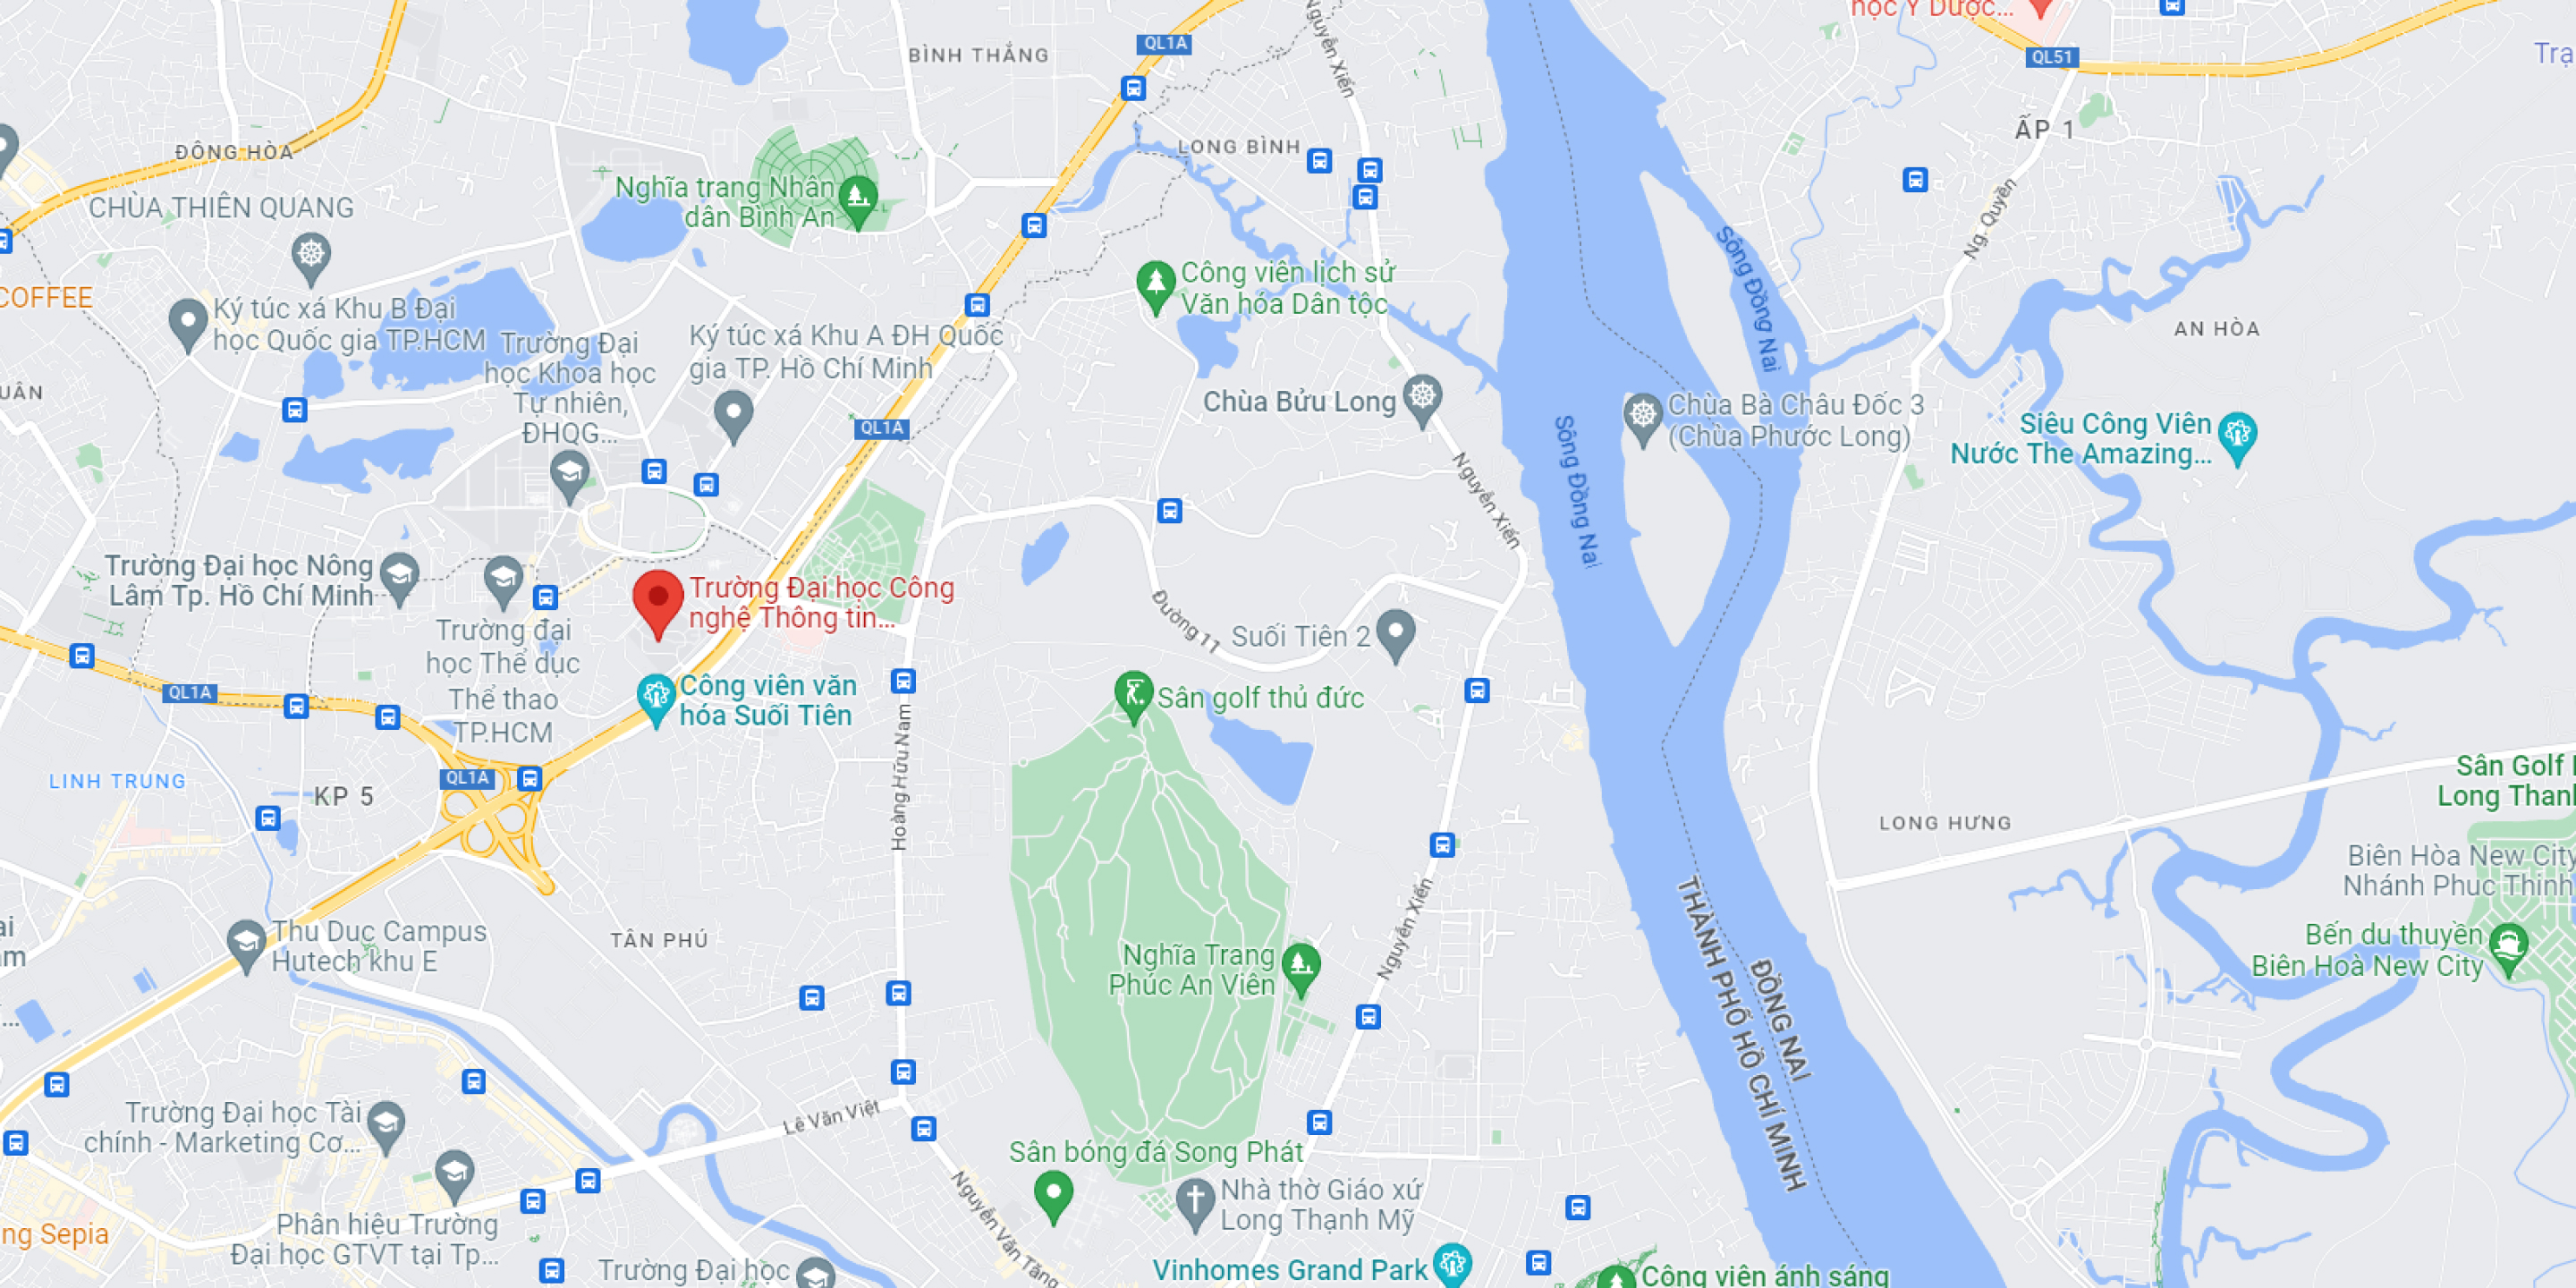 học Y Dược...
QL1A
BÌNH THẮNG
Nguyễn Xiển
QL51
ẤP 1
LONG BÌNH
ĐÔNG HÒA
Nghĩa trang Nhân
dân Bình An
CHÙA THIÊN QUANG
Ng. Quyền
Sông Đồng Nai
COFFEE
Công viên lịch sử
Văn hóa Dân tộc
Ký túc xá Khu B Đại
học Quốc gia TP.HCM
Trường Đại
học Khoa học
Tự nhiên,
ĐHQG...
Ký túc xá Khu A ĐH Quốc
gia TP. Hồ Chí Minh
AN HÒA
UÂN
Chùa Bửu Long
Chùa Bà Châu Đốc 3
(Chùa Phước Long)
Siêu Công Viên
Nước The Amazing...
QL1A
Sông Đồng Nai
Nguyễn Xiển
Trường Đại học Nông
Lâm Tp. Hồ Chí Minh
Trường đại
học Thể dục
Thể thao
TP.HCM
Trường Đại học Công
nghệ Thông tin...
Đường 11
Suối Tiên 2
QL1A
Công viên văn
hóa Suối Tiên
Sân golf thủ đức
Hoàng Hữu Nam
LINH TRUNG
KP 5
QL1A
Sân Golf
Long Thanh
LONG HƯNG
Biên Hòa New City
Nhánh Phuc Thinh
Thu Duc Campus
Hutech khu E
TÂN PHÚ
Nghĩa Trang
Phúc An Viên
Nguyễn Xiển
THÀNH PHỐ HỒ CHÍ MINH
ĐỒNG NAI
Bến du thuyền
Biên Hoà New City
Trường Đại học Tài
chính - Marketing Cơ...
Lê Văn Việt
Sân bóng đá Song Phát
Nhà thờ Giáo xứ
Long Thạnh Mỹ
Nguyễn Văn Tăng
Phân hiệu Trường
Đại học GTVT tại Tp...
ng Sepia
Trường Đại học
Vinhomes Grand Park
Công viên ánh sáng